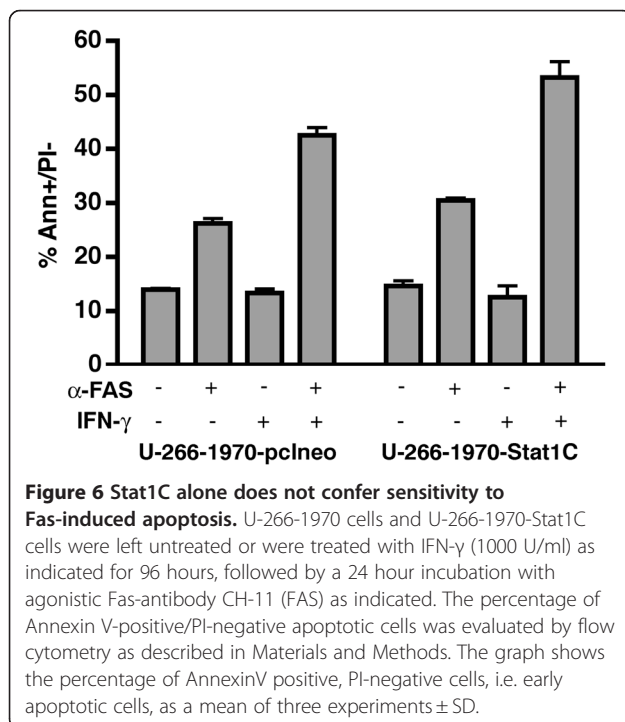 60
50
40
30
20
10
0
% Ann+/PI-
α-FAS - + - + - + - +
IFN-γ - - + + - - + +
U-266-1970-pcIneo U-266-1970-Stat1C
Figure 6 Stat1C alone does not confer sensitivity to
Fas-induced apoptosis. U-266-1970 cells and U-266-1970-Stat1C
cells were left untreated or were treated with IFN-γ (1000 U/ml) as
indicated for 96 hours, followed by a 24 hour incubation with
agonistic Fas-antibody CH-11 (FAS) as indicated. The percentage of
Annexin V-positive/PI-negative apoptotic cells was evaluated by flow
cytometry as described in Materials and Methods. The graph shows
the percentage of AnnexinV positive, PI-negative cells, i.e. early
apoptotic cells, as a mean of three experiments ± SD.